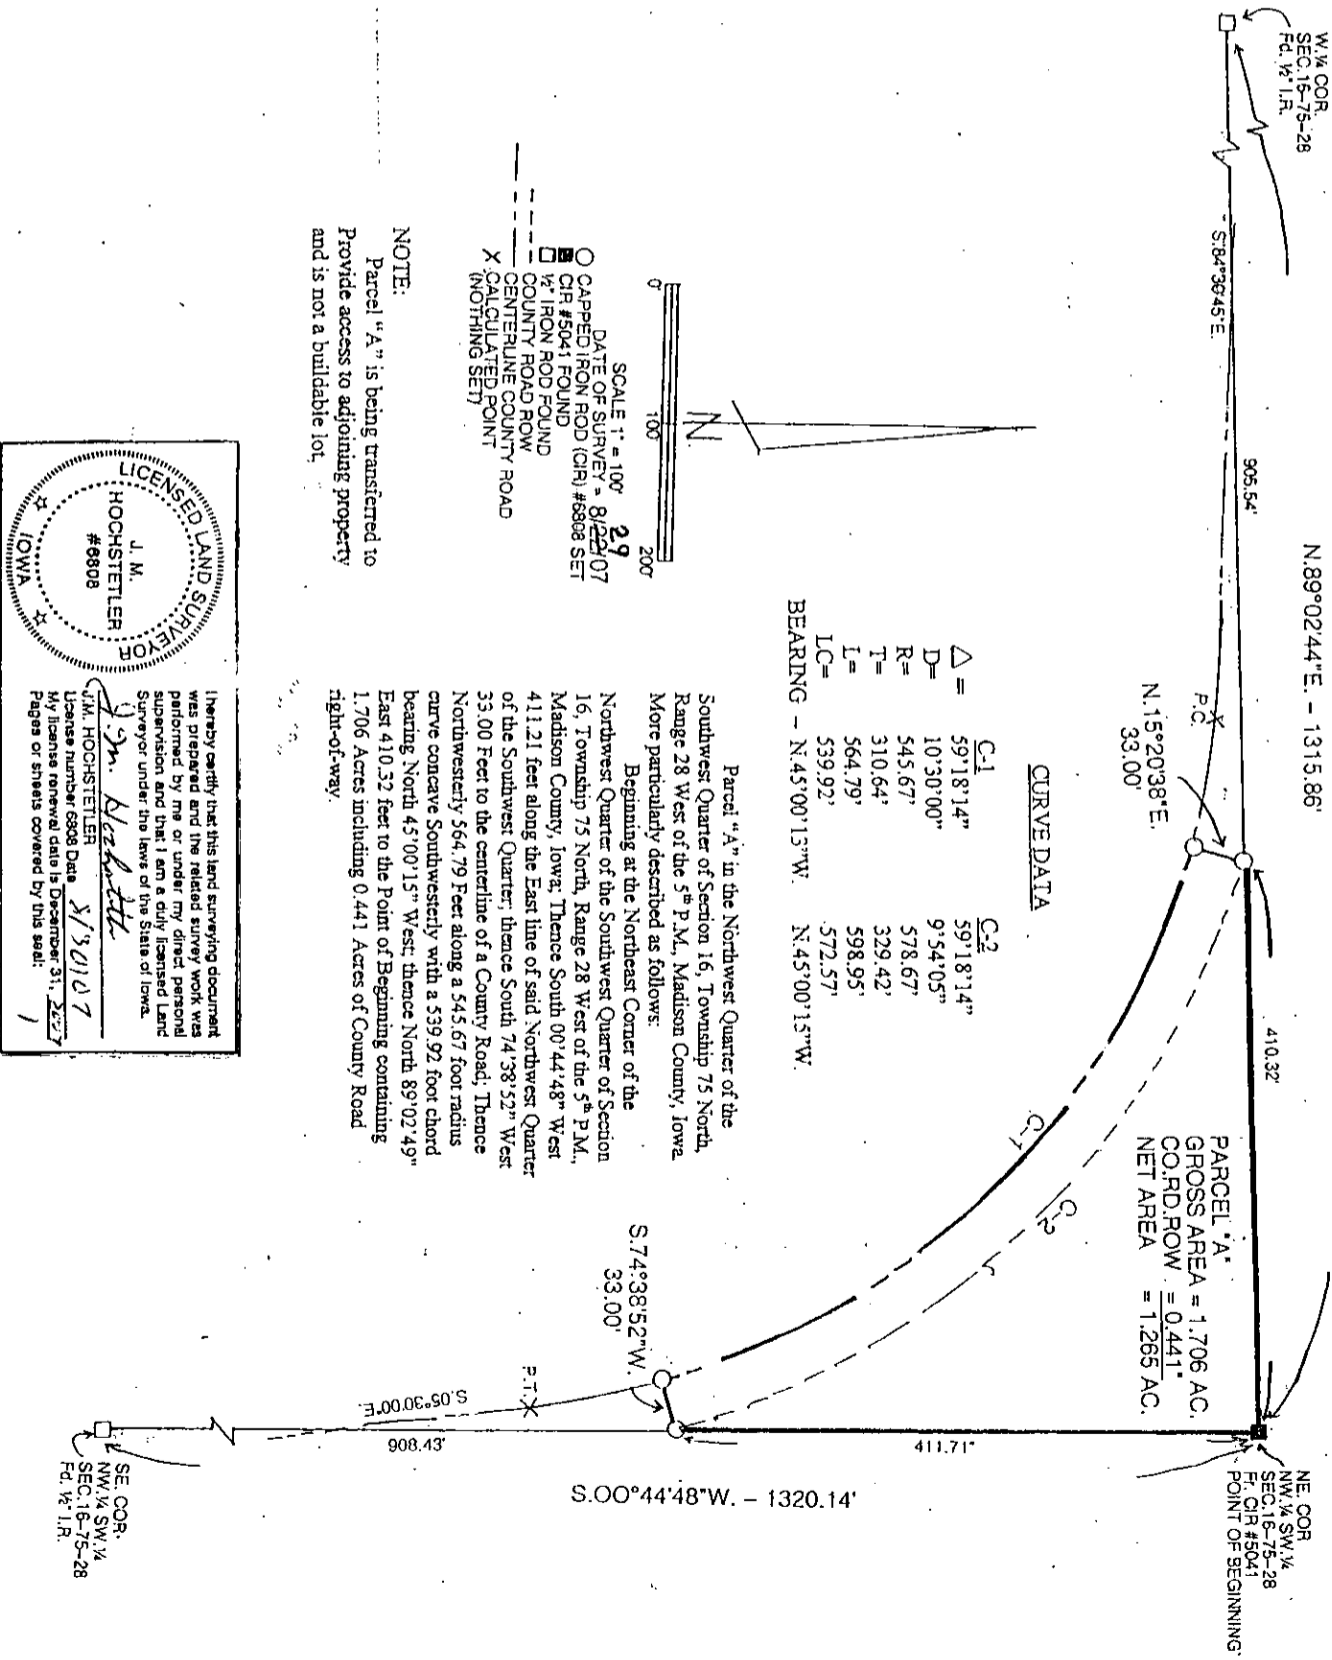 W.¼ COR.
SEC.16-75-28
Fd. ½" I.R.
N.89°02'44"E. - 1315.86'
S.84°39'45"E.
905.54'
410.32'
P.C.
N.15°20'38"E.
33.00'
NE. COR
NW.¼ SW.¼
SEC.16-75-28
Fr. CIR #5041
POINT OF BEGINNING
PARCEL "A"
GROSS AREA = 1.706 AC.
CO.RD.ROW = 0.441"
NET AREA = 1.265 AC.
C-1
C-2
CURVE DATA
C-1 C-2
△ = 59°18'14" 59°18'14"
D= 10°30'00" 9°54'05"
R= 545.67' 578.67'
T= 310.64' 329.42'
L= 564.79' 598.95'
LC= 539.92' 572.57'
BEARING - N.45°00'13"W. N.45°00'15"W.
SCALE 1" = 100'
29
DATE OF SURVEY = 8/22/07
0' 100' 200'
N
○ CAPPED IRON ROD (CIR) #6808 SET
CIR #5041 FOUND
½" IRON ROD FOUND
COUNTY ROAD ROW
CENTERLINE COUNTY ROAD
X CALCULATED POINT
(NOTHING SET)
NOTE:
Parcel "A" is being transferred to
Provide access to adjoining property
and is not a buildable lot.
Parcel "A" in the Northwest Quarter of the
Southwest Quarter of Section 16, Township 75 North,
Range 28 West of the 5th P.M., Madison County, Iowa
More particularly described as follows:
Beginning at the Northeast Corner of the
Northwest Quarter of the Southwest Quarter of Section
16, Township 75 North, Range 28 West of the 5th P.M.,
Madison County, Iowa; Thence South 00°44'48" West
411.21 feet along the East line of said Northwest Quarter
of the Southwest Quarter; thence South 74°38'52" West
33.00 Feet to the centerline of a County Road; Thence
Northwesterly 564.79 Feet along a 545.67 foot radius
curve concave Southwesterly with a 539.92 foot chord
bearing North 45°00'15" West; thence North 89°02'49"
East 410.32 feet to the Point of Beginning containing
1.706 Acres including 0.441 Acres of County Road
right-of-way.
S.74°38'52"W.
33.00'
P.T.
S.05°30'00"E.
908.43'
411.71"
S.00°44'48"W. - 1320.14'
SE. COR.
NW.¼ SW.¼
SEC.16-75-28
Fd. ½" I.R.
LICENSED LAND SURVEYOR
J. M.
HOCHSTETLER
#6808
IOWA
I hereby certify that this land surveying document
was prepared and the related survey work was
performed by me or under my direct personal
supervision and that I am a duly licensed Land
Surveyor under the laws of the State of Iowa.
J. M. Hochstetler
J.M. HOCHSTETLER
License number 6808 Date 8/30/07
My license renewal date is December 31, 2007
Pages or sheets covered by this seal:
1